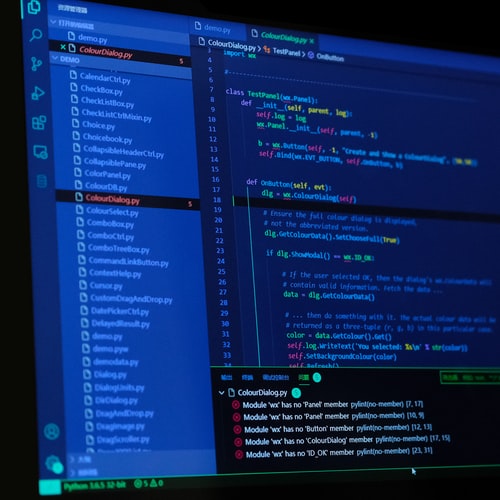 资源管理器
打开的编辑器
demo.py
× ColourDialog.py 5
DEMO
CalendarCtrl.py
CheckBox.py
CheckListBox.py
CheckListCtrlMixin.py
Choice.py
Choicebook.py
CollapsibleHeaderCtrl.py
CollapsiblePane.py
ColorPanel.py
ColourDB.py
ColourDialog.py 5
ColourSelect.py
ComboBox.py
ComboCtrl.py
ComboTreeBox.py
CommandLinkButton.py
ContextHelp.py
Cursor.py
CustomDragAndDrop.py
DatePickerCtrl.py
DelayedResult.py
demo.py
demo.pyw
demodata.py
Dialog.py
DialogUnits.py
DirDialog.py
DragAndDrop.py
DragImage.py
DragScroller.py
大纲
Python 3.6.5 32-bit 5 0
demo.py ColourDialog.py ×
ColourDialog.py > TestPanel > OnButton
3 import wx
4
5 #---------------------------------------
6
7 class TestPanel(wx.Panel):
8 def __init__(self, parent, log):
9 self.log = log
10 wx.Panel.__init__(self, parent, -1)
11
12 b = wx.Button(self, -1, "Create and Show a ColourDialog", (50,50))
13 self.Bind(wx.EVT_BUTTON, self.OnButton, b)
14
15
16 def OnButton(self, evt):
17 dlg = wx.ColourDialog(self)
18
19 # Ensure the full colour dialog is displayed,
20 # not the abbreviated version.
21 dlg.GetColourData().SetChooseFull(True)
22
23 if dlg.ShowModal() == wx.ID_OK:
24
25 # If the user selected OK, then the dialog's wx.ColourData will
26 # contain valid information. Fetch the data ...
27 data = dlg.GetColourData()
28
29 # ... then do something with it. The actual colour data will be
30 # returned as a three-tuple (r, g, b) in this particular case.
31 color = data.GetColour().Get()
32 self.log.WriteText('You selected: %s\n' % str(color))
33 self.SetBackgroundColour(color)
34 self.Refresh()
输出 终端 调试控制台 问题 5
ColourDialog.py 5
Module 'wx' has no 'Panel' member pylint(no-member) [7, 17]
Module 'wx' has no 'Panel' member pylint(no-member) [10, 9]
Module 'wx' has no 'Button' member pylint(no-member) [12, 13]
Module 'wx' has no 'ColourDialog' member pylint(no-member) [17, 15]
Module 'wx' has no 'ID_OK' member pylint(no-member) [23, 31]